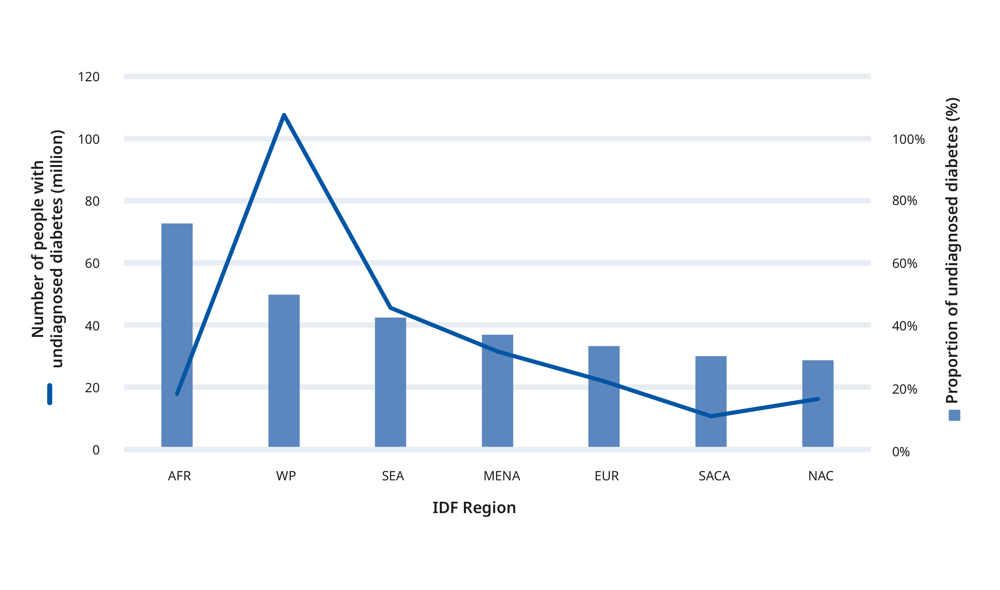 Number of people with
undiagnosed diabetes (million)
120
100
80
60
40
20
0
100%
80%
60%
40%
20%
0%
Proportion of undiagnosed diabetes (%)
AFR
WP
SEA
MENA
EUR
SACA
NAC
IDF Region